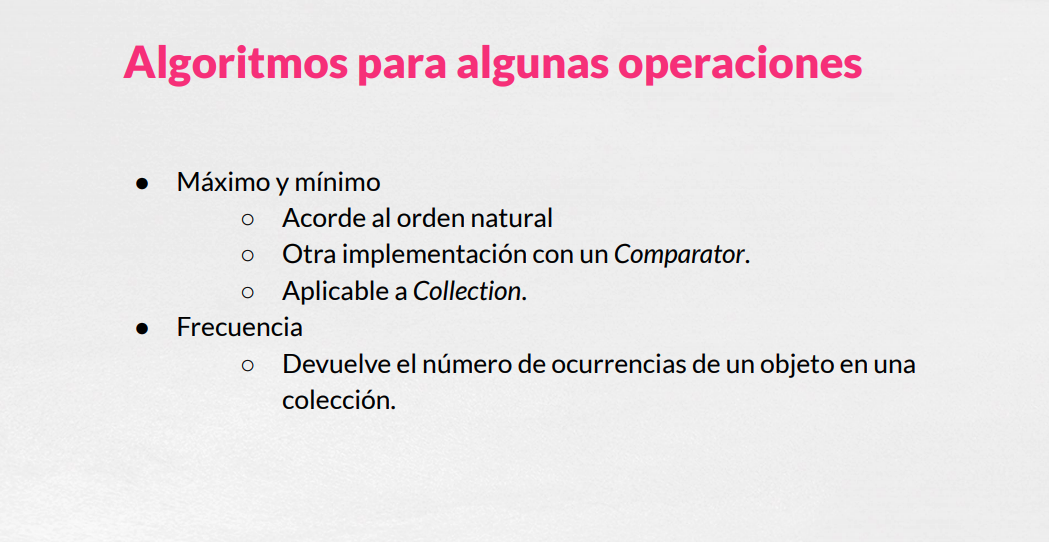 Algoritmos para algunas operaciones
● Máximo y mínimo
○ Acorde al orden natural
○ Otra implementación con un Comparator.
○ Aplicable a Collection.
● Frecuencia
○ Devuelve el número de ocurrencias de un objeto en una
colección.